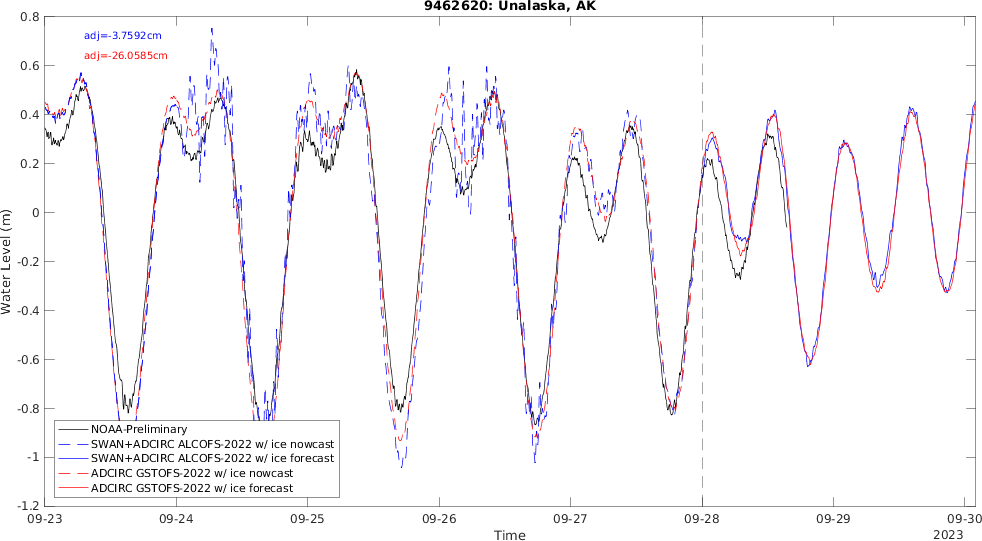 9462620: Unalaska, AK
adj=-3.7592cm
adj=-26.0585cm
0.8
0.6
0.4
0.2
0
-0.2
-0.4
-0.6
-0.8
-1
-1.2
Water Level (m)
NOAA-Preliminary
SWAN+ADCIRC ALCOFS-2022 w/ ice nowcast
SWAN+ADCIRC ALCOFS-2022 w/ ice forecast
ADCIRC GSTOFS-2022 w/ ice nowcast
ADCIRC GSTOFS-2022 w/ ice forecast
09-23 09-24 09-25 09-26 09-27 09-28 09-29 09-30
Time
2023